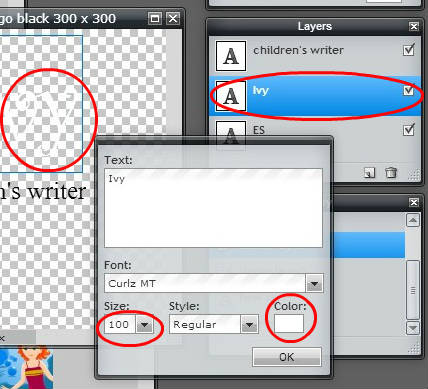 go black 300 x 300
Layers
children's writer
Ivy
ES
n's writer
Text:
Ivy
Font:
Curlz MT
Size:
Style:
Color:
100
Regular
OK